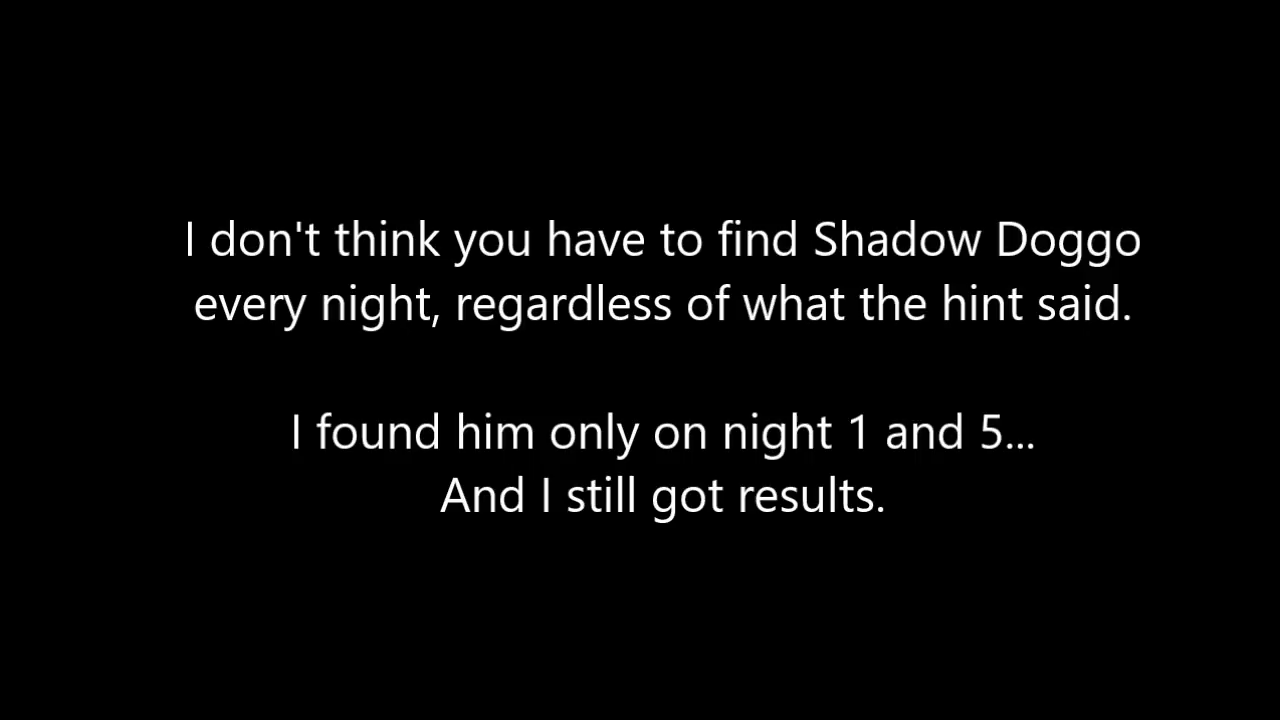 I don't think you have to find Shadow Doggo
every night, regardless of what the hint said.
I found him only on night 1 and 5...
And I still got results.